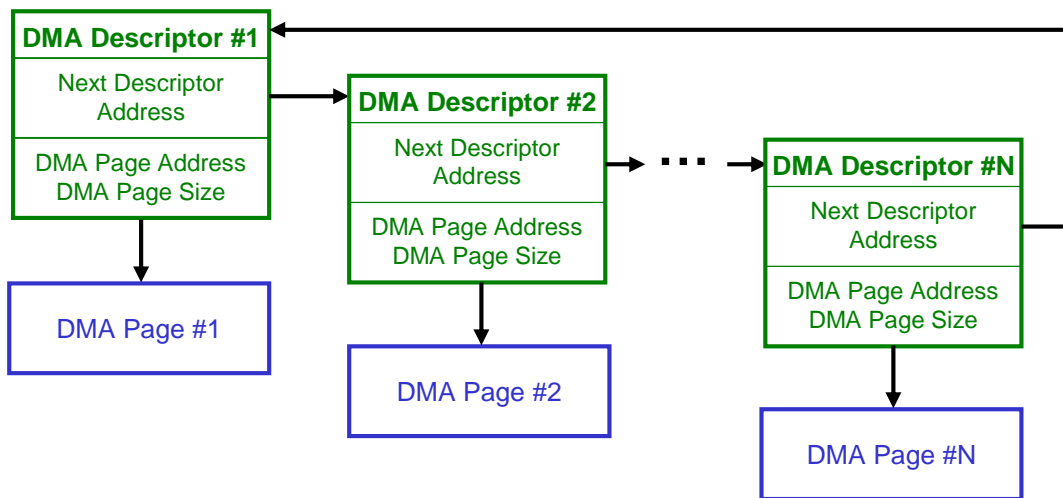 DMA Descriptor #1
Next Descriptor
Address
DMA Page Address
DMA Page Size
DMA Page #1
DMA Descriptor #2
Next Descriptor
Address
DMA Page Address
DMA Page Size
DMA Page #2
...
DMA Descriptor #N
Next Descriptor
Address
DMA Page Address
DMA Page Size
DMA Page #N